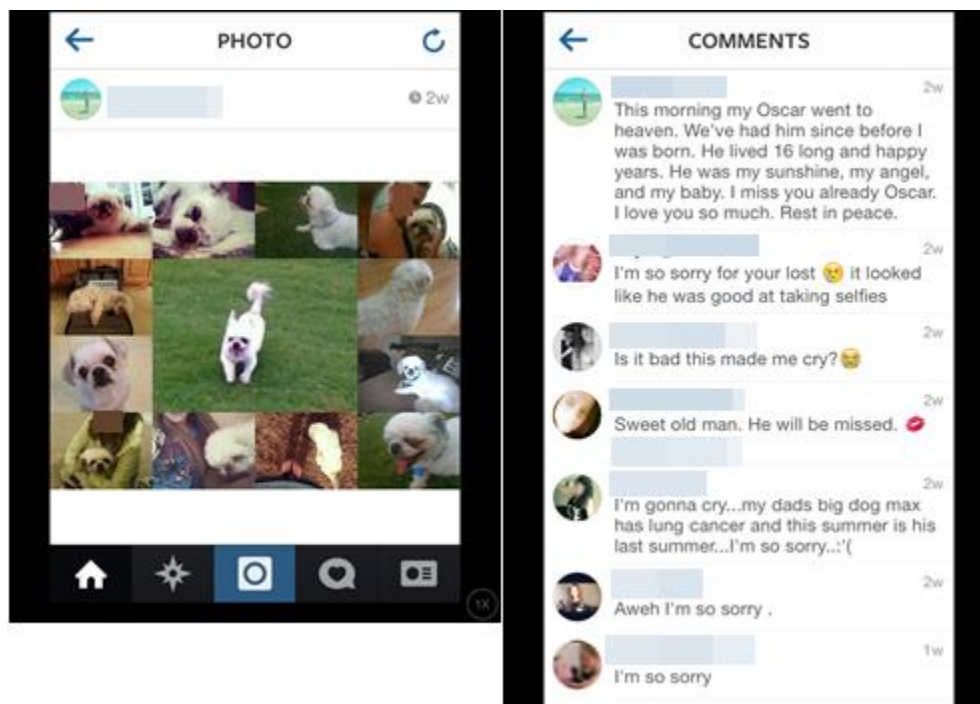 PHOTO
2w
1X
COMMENTS
2w
This morning my Oscar went to
heaven. We've had him since before I
was born. He lived 16 long and happy
years. He was my sunshine, my angel,
and my baby. I miss you already Oscar.
I love you so much. Rest in peace.
2w
I'm so sorry for your lost 😢 it looked
like he was good at taking selfies
2w
Is it bad this made me cry?😭
2w
Sweet old man. He will be missed. 💋
2w
I'm gonna cry...my dads big dog max
has lung cancer and this summer is his
last summer...I'm so sorry..:'(
2w
Aweh I'm so sorry .
1w
I'm so sorry